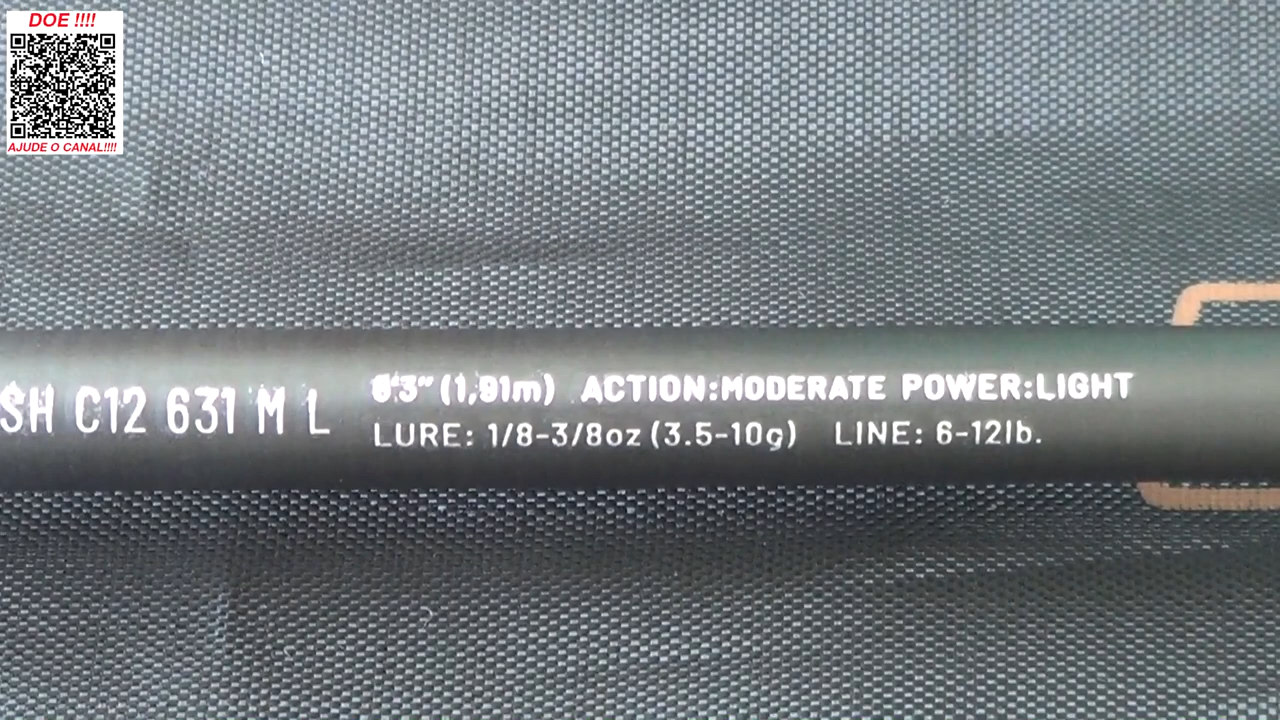 DOE !!!!
AJUDE O CANAL!!!!
SH C12 631 M L
6'3" (1,91m) ACTION:MODERATE POWER:LIGHT
LURE: 1/8-3/8oz (3.5-10g) LINE: 6-12lb.